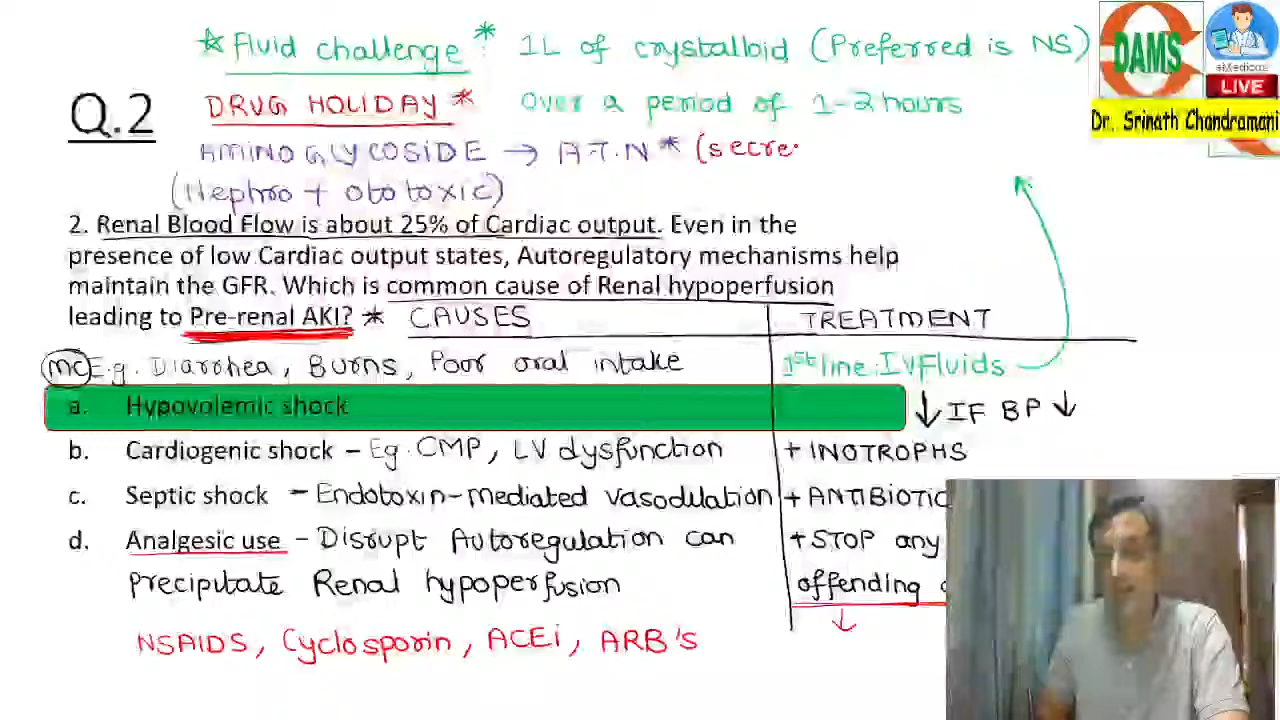 ☆ Fluid challenge * : 1L of crystalloid (Preferred is NS)
DAMS
eMedicoz
LIVE
Dr. Srinath Chandramani
Q.2
DRUG HOLIDAY * over a period of 1-2 hours
AMINOGLYCOSIDE → A.T.N * (secre
(Nephro + ototoxic)
2. Renal Blood Flow is about 25% of Cardiac output. Even in the
presence of low Cardiac output states, Autoregulatory mechanisms help
maintain the GFR. Which is common cause of Renal hypoperfusion
leading to Pre-renal AKI? * CAUSES TREATMENT
MC E.g. Diarrhea, Burns, Poor oral intake 1st line: IV Fluids
a. Hypovolemic shock ↓ IF BP ↓
b. Cardiogenic shock – Eg. CMP, LV dysfunction + INOTROPHS
c. Septic shock – Endotoxin-mediated vasodilation + ANTIBIOTIC
d. Analgesic use – Disrupt Autoregulation can + STOP any
precipitate Renal hypoperfusion offending
NSAIDS, Cyclosporin, ACEi, ARB's ↓